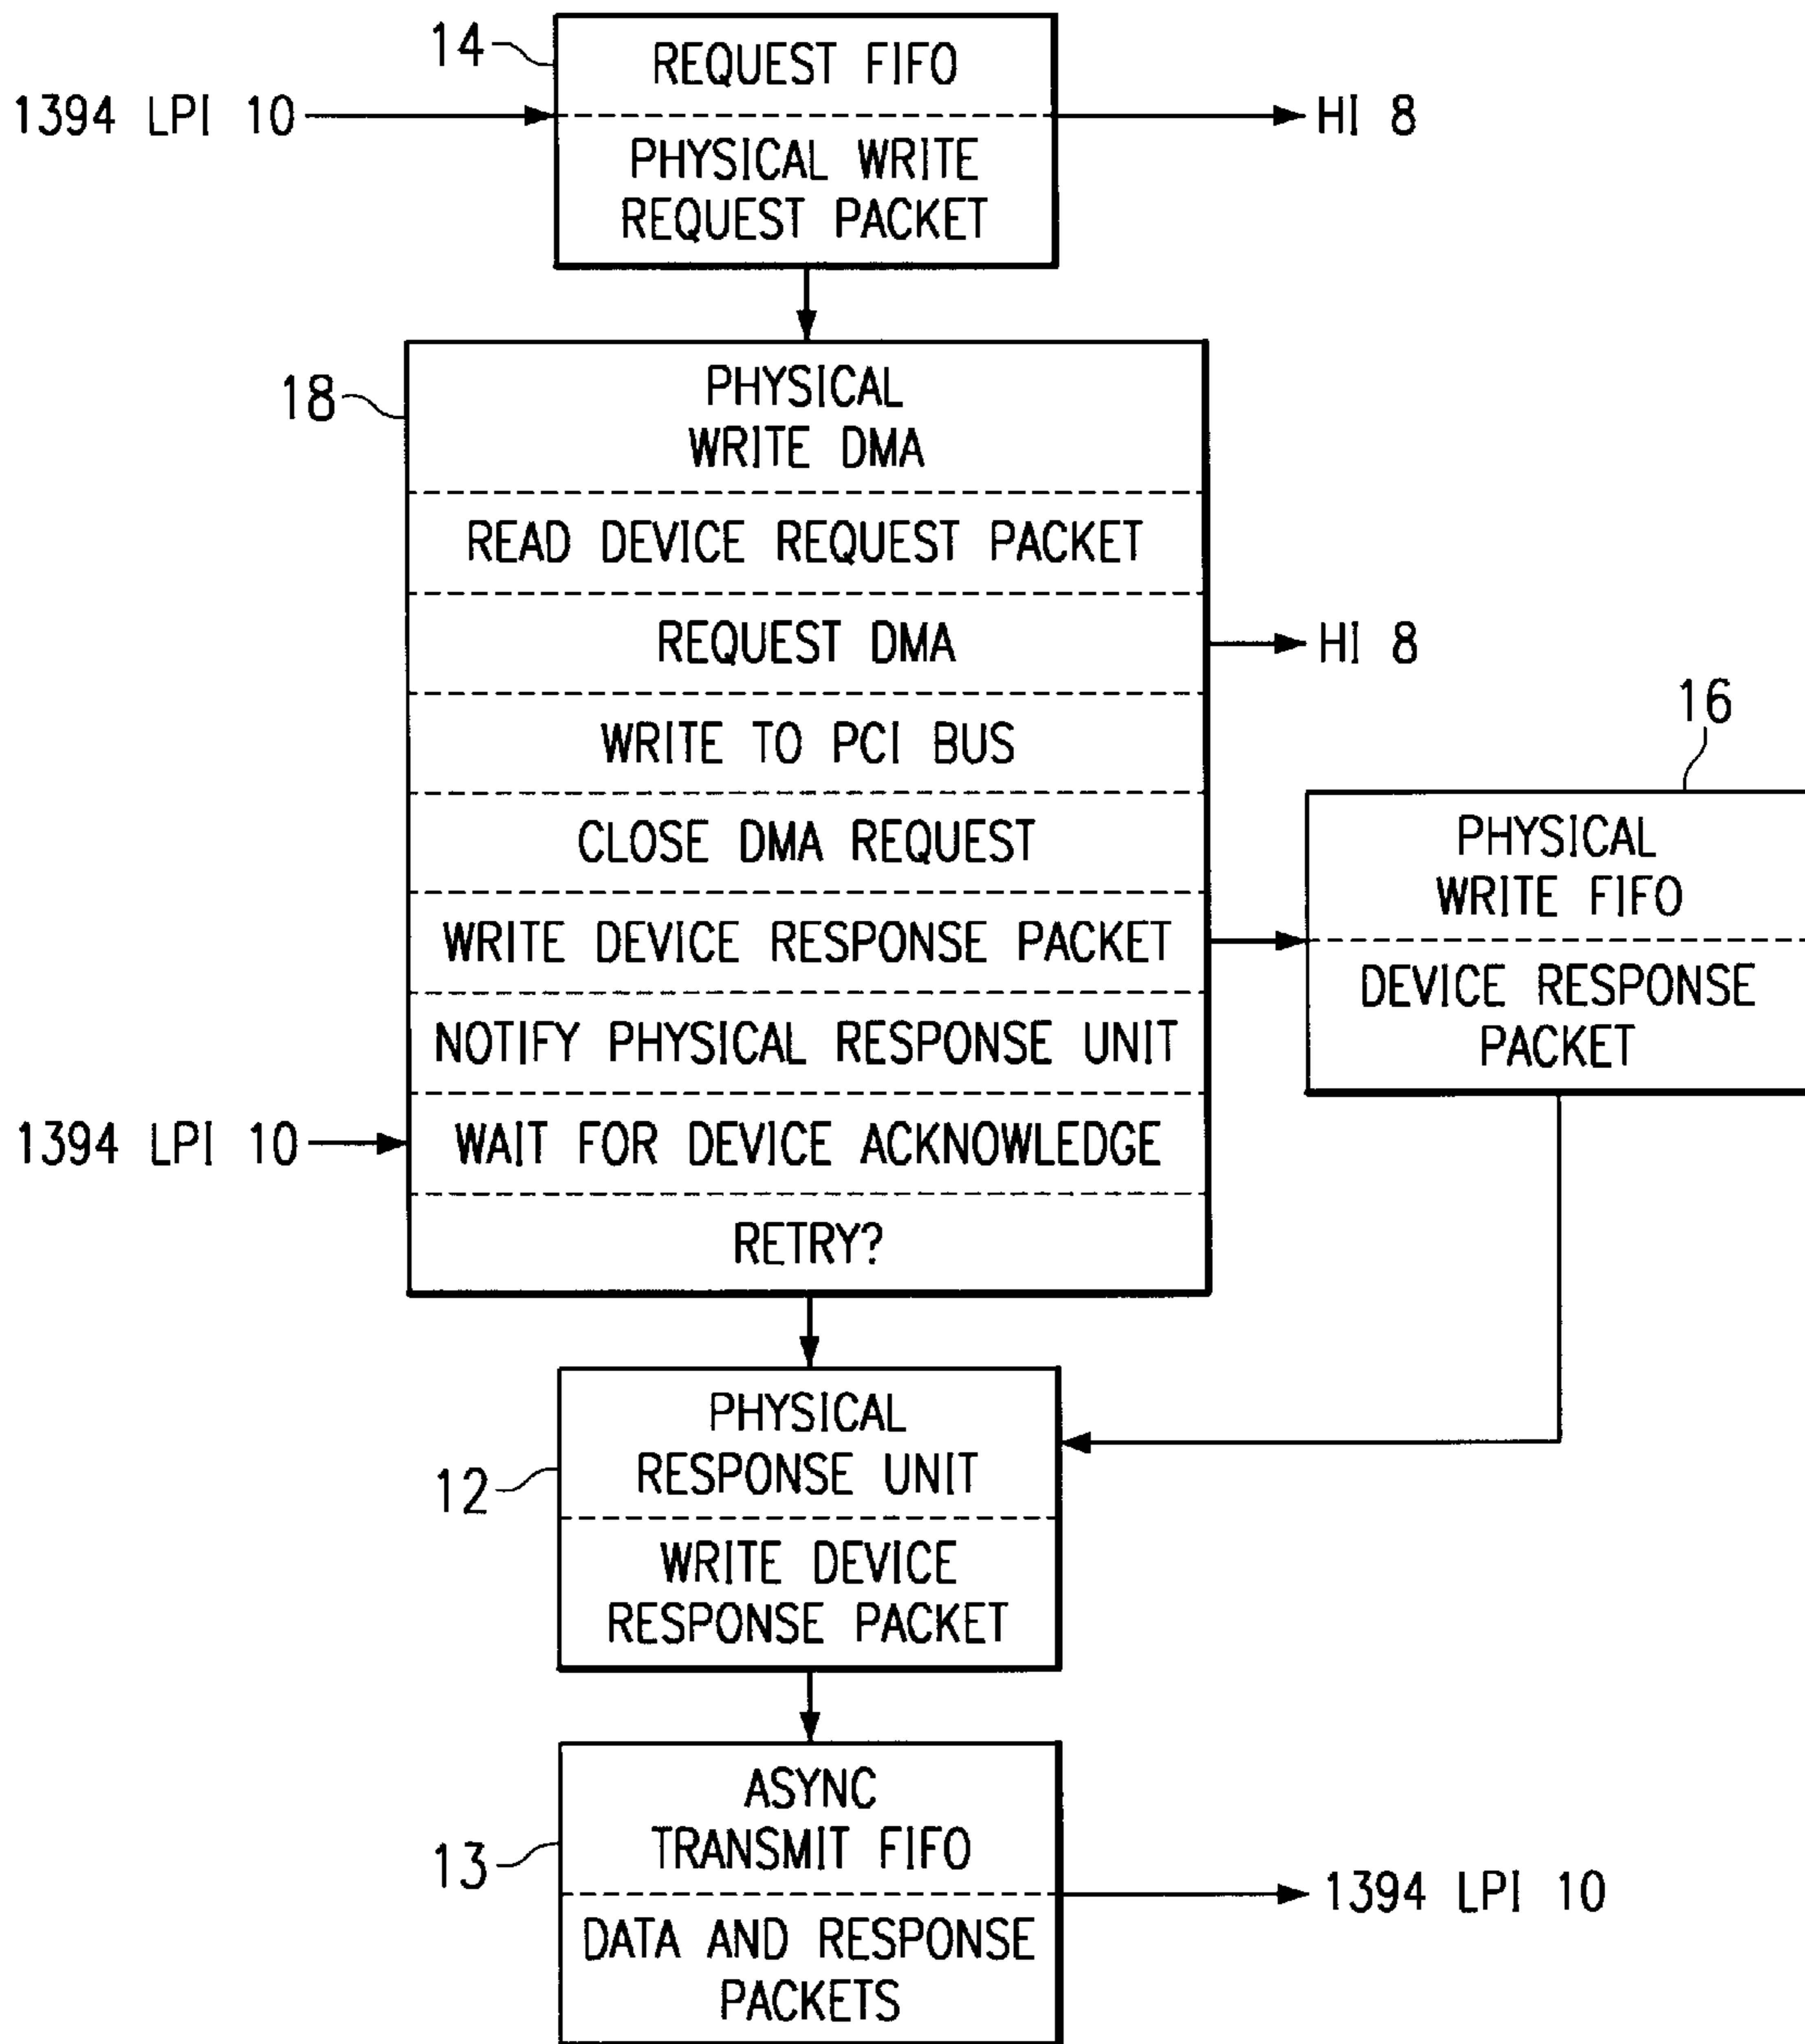 14
REQUEST FIFO
1394 LPI 10
HI 8
PHYSICAL WRITE
REQUEST PACKET
18
PHYSICAL
WRITE DMA
READ DEVICE REQUEST PACKET
REQUEST DMA
HI 8
WRITE TO PCI BUS
16
CLOSE DMA REQUEST
PHYSICAL
WRITE FIFO
WRITE DEVICE RESPONSE PACKET
DEVICE RESPONSE
PACKET
NOTIFY PHYSICAL RESPONSE UNIT
1394 LPI 10
WAIT FOR DEVICE ACKNOWLEDGE
RETRY?
12
PHYSICAL
RESPONSE UNIT
WRITE DEVICE
RESPONSE PACKET
13
ASYNC
TRANSMIT FIFO
1394 LPI 10
DATA AND RESPONSE
PACKETS